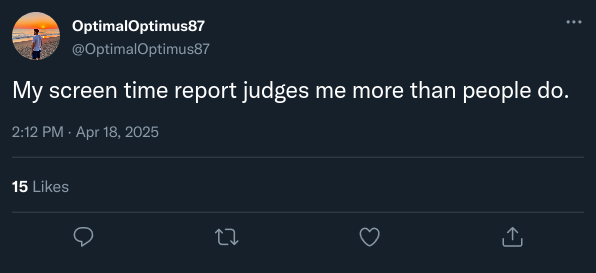 OptimalOptimus87
@OptimalOptimus87
My screen time report judges me more than people do.
2:12 PM · Apr 18, 2025
15 Likes